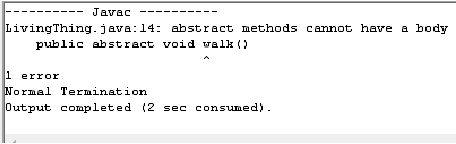 ---------- Javac ----------
LivingThing.java:14: abstract methods cannot have a body
    public abstract void walk()
                         ^
1 error
Normal Termination
Output completed (2 sec consumed).